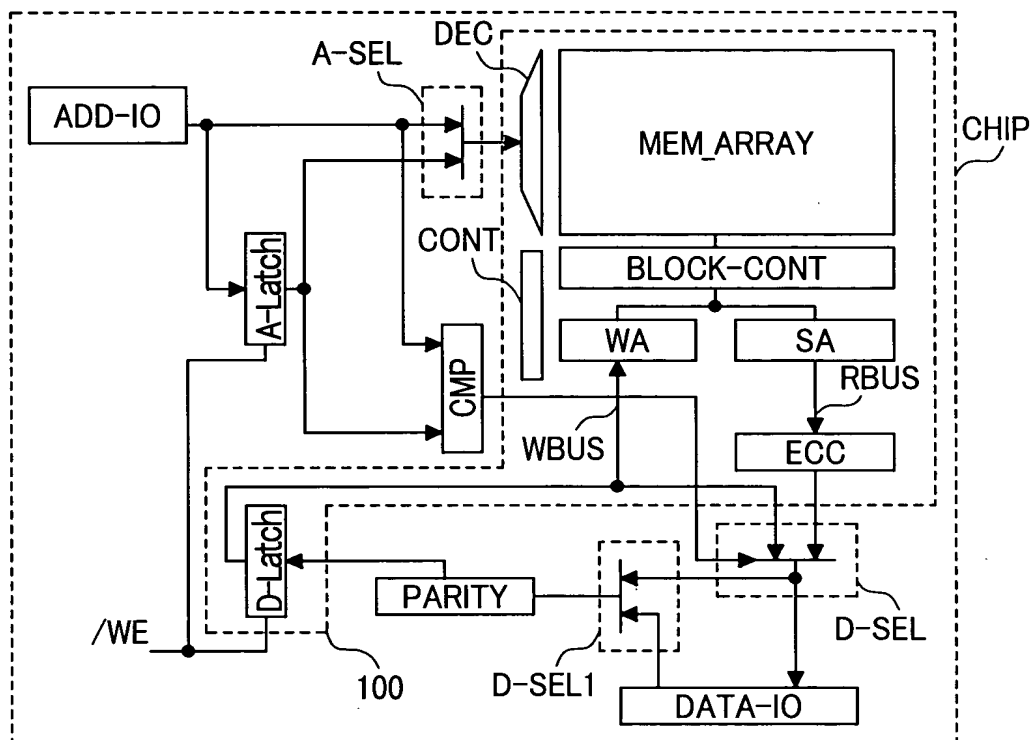 DEC
A-SEL
ADD-IO
MEM_ARRAY
CHIP
CONT
BLOCK-CONT
A-Latch
WA
SA
CMP
RBUS
WBUS
ECC
D-Latch
PARITY
/WE
D-SEL
100
D-SEL1
DATA-IO